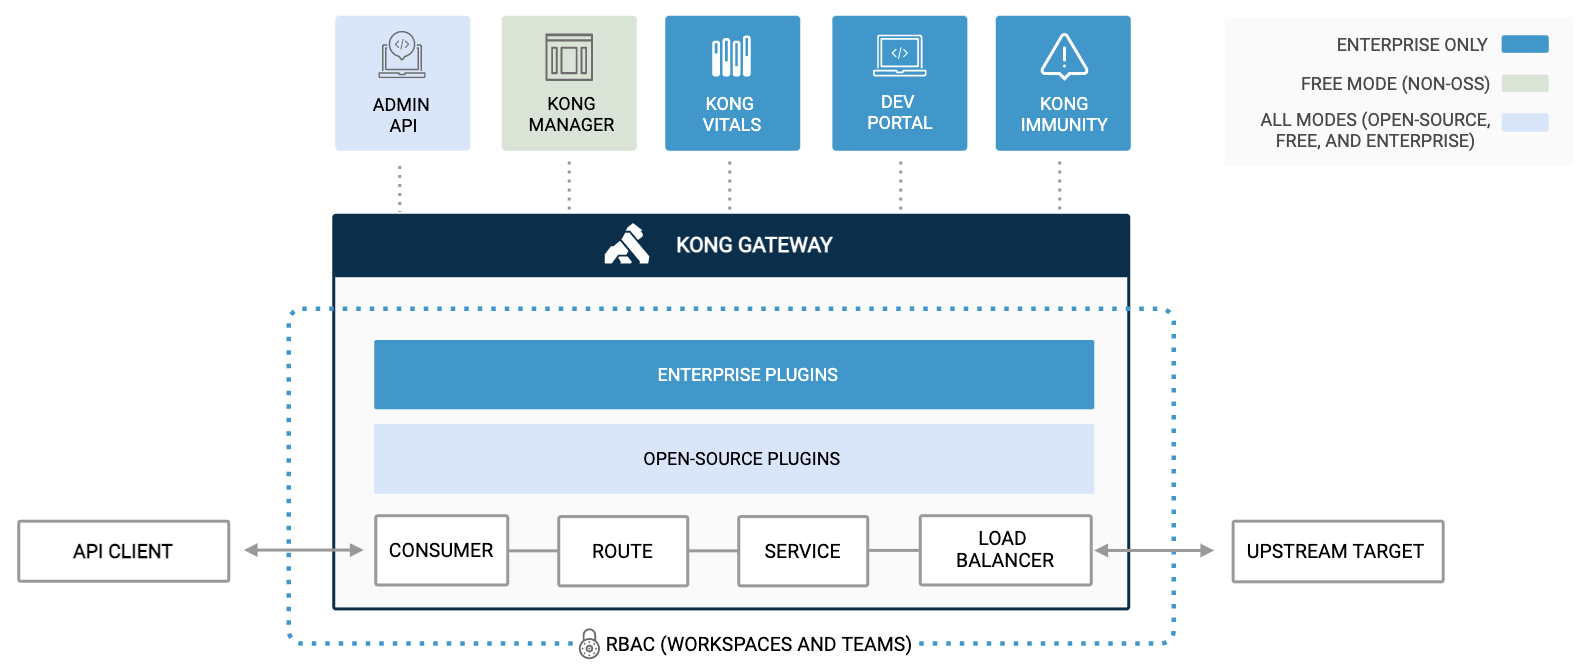 ADMIN
API
KONG
MANAGER
KONG
VITALS
DEV
PORTAL
KONG
IMMUNITY
ENTERPRISE ONLY
FREE MODE (NON-OSS)
ALL MODES (OPEN-SOURCE,
FREE, AND ENTERPRISE)
KONG GATEWAY
ENTERPRISE PLUGINS
OPEN-SOURCE PLUGINS
API CLIENT
CONSUMER
ROUTE
SERVICE
LOAD
BALANCER
UPSTREAM TARGET
RBAC (WORKSPACES AND TEAMS)